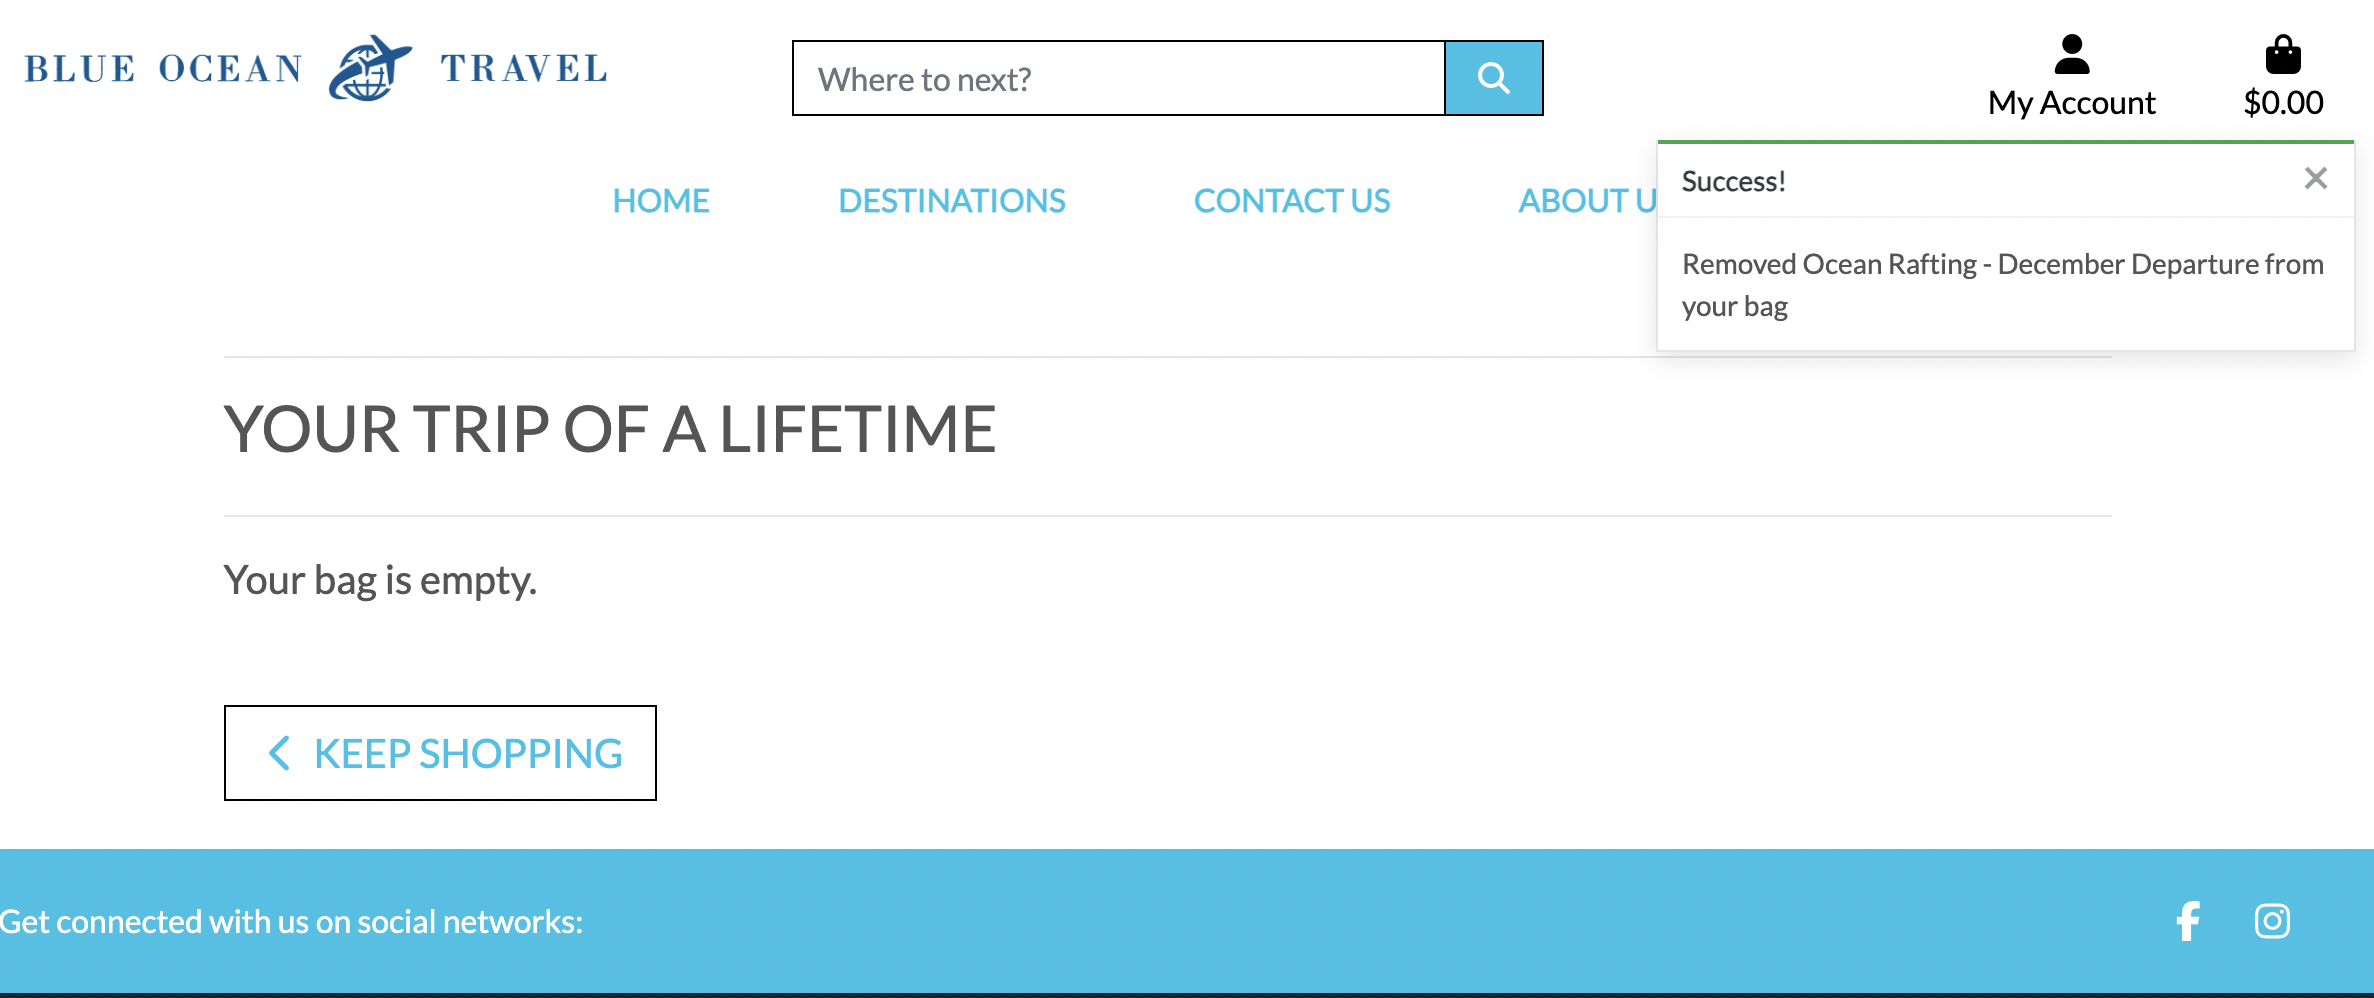 BLUE OCEAN TRAVEL
Where to next?
My Account
$0.00
HOME
DESTINATIONS
CONTACT US
ABOUT U
Success!
Removed Ocean Rafting - December Departure from
your bag
YOUR TRIP OF A LIFETIME
Your bag is empty.
KEEP SHOPPING
Get connected with us on social networks: